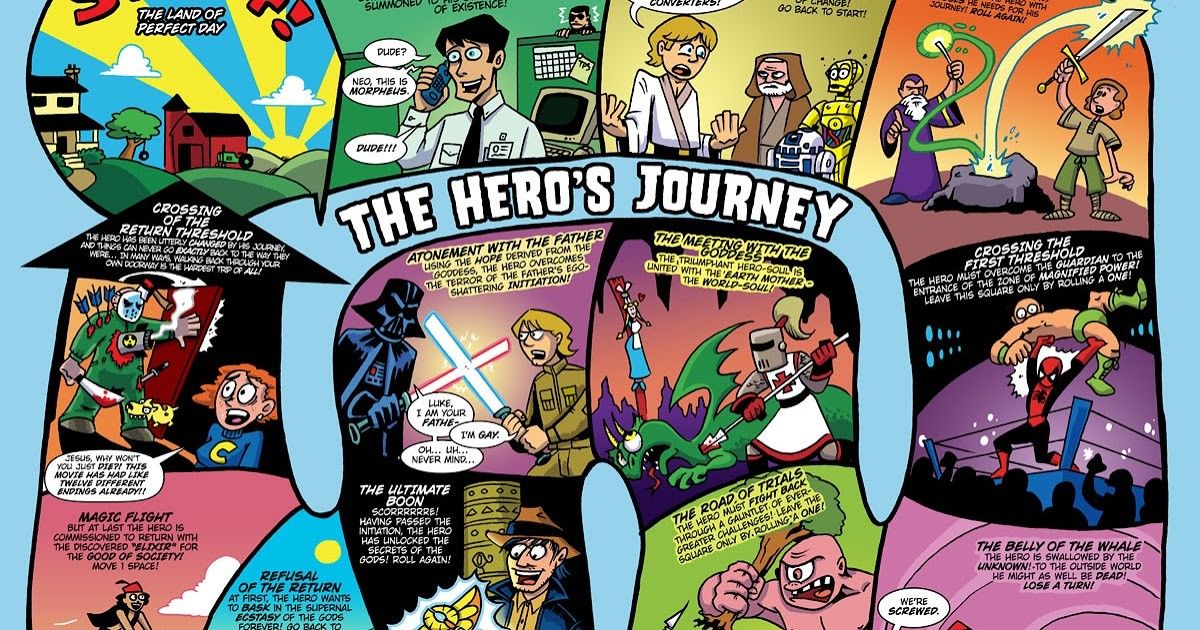 THE LAND OF
PERFECT DAY
SUMMONED TO
OF EXISTENCE!
DUDE?
NEO, THIS IS
MORPHEUS.
DUDE!!!
CONVERTERS!
OF CHANGE!
GO BACK TO START!
HERO WITH
HE NEEDS FOR HIS
JOURNEY! ROLL AGAIN!
THE HERO'S JOURNEY
CROSSING
OF THE
RETURN THRESHOLD
THE HERO HAS BEEN UTTERLY CHANGED BY HIS JOURNEY,
AND THINGS CAN NEVER GO EXACTLY BACK TO THE WAY THEY
WERE... IN MANY WAYS, WALKING BACK THROUGH YOUR
OWN DOORWAY IS THE HARDEST TRIP OF ALL!
C
JESUS, WHY WON'T
YOU JUST DIE?! THIS
MOVIE HAS HAD LIKE
TWELVE DIFFERENT
ENDINGS ALREADY!!
ATONEMENT WITH THE FATHER
USING THE HOPE DERIVED FROM THE
GODDESS, THE HERO OVERCOMES
THE TERROR OF THE FATHER'S EGO-
SHATTERING INITIATION!
LUKE,
I AM YOUR
FATHE-
I'M GAY.
OH... UH...
NEVER MIND...
THE MEETING WITH THE
GODDESS
THE TRIUMPHANT HERO-SOUL IS
UNITED WITH THE EARTH MOTHER -
THE WORLD-SOUL!
CROSSING THE
FIRST THRESHOLD
THE HERO MUST OVERCOME THE GUARDIAN TO THE
ENTRANCE OF THE ZONE OF MAGNIFIED POWER!
LEAVE THIS SQUARE ONLY BY ROLLING A ONE!
MAGIC FLIGHT
BUT AT LAST THE HERO IS
COMMISSIONED TO RETURN WITH
THE DISCOVERED "ELIXIR" FOR
THE GOOD OF SOCIETY!
MOVE 1 SPACE!
REFUSAL
OF THE RETURN
AT FIRST, THE HERO WANTS
TO BASK IN THE SUPERNAL
ECSTASY OF THE GODS
FOREVER! GO BACK TO
THE ULTIMATE
BOON
SCORRRRRRE!
HAVING PASSED THE
INITIATION, THE HERO
HAS UNLOCKED THE
SECRETS OF THE
GODS! ROLL AGAIN!
THE ROAD OF TRIALS
THE HERO MUST FIGHT BACK
THROUGH A GAUNTLET OF EVER-
GREATER CHALLENGES! LEAVE THE
SQUARE ONLY BY ROLLING A ONE!
THE BELLY OF THE WHALE
THE HERO IS SWALLOWED BY THE
UNKNOWN!-TO THE OUTSIDE WORLD
HE MIGHT AS WELL BE DEAD!
LOSE A TURN!
WE'RE
SCREWED.